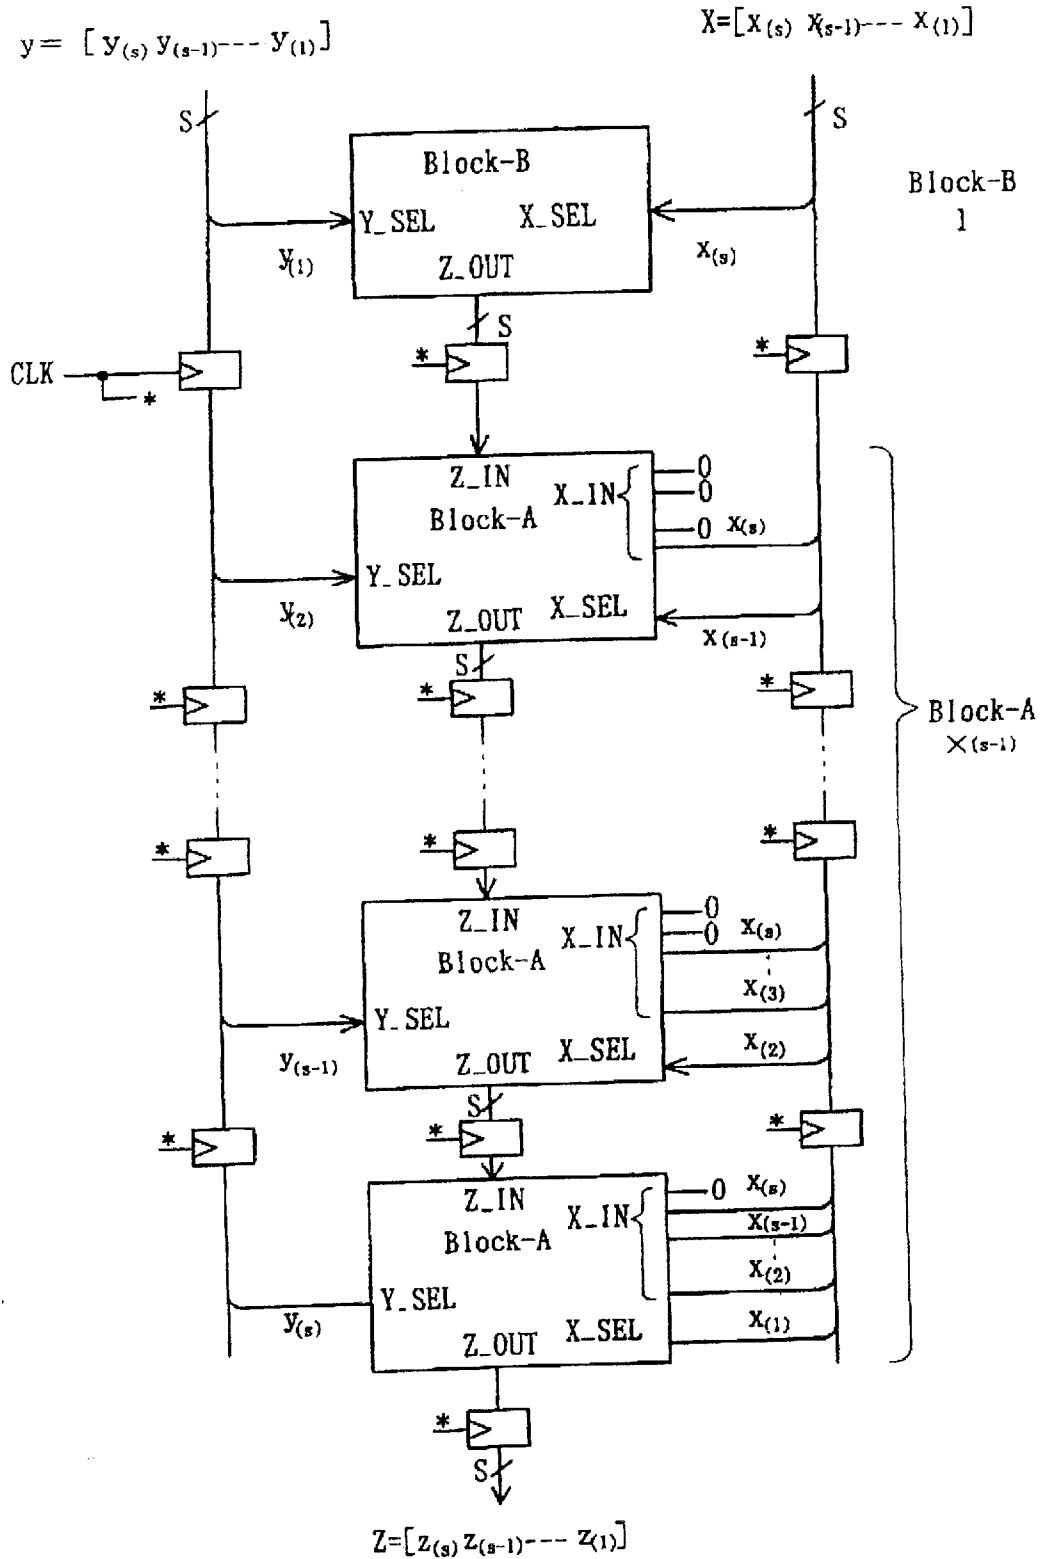 y= [ y(s) y(s-1)--- y(1)]
X=[x(s) x(s-1)--- x(1)]
S
S
Block-B
Block-B
1
Y_SEL
X_SEL
y(1)
x(s)
Z_OUT
S
CLK
*
*
*
Z_IN
X_IN
0
0
Block-A
0
x(s)
Y_SEL
y(2)
X_SEL
Z_OUT
x(s-1)
S
*
*
*
Block-A
×(s-1)
*
*
*
Z_IN
X_IN
0
0
x(s)
Block-A
x(3)
Y_SEL
y(s-1)
X_SEL
x(2)
Z_OUT
S
*
*
*
Z_IN
X_IN
0
x(s)
x(s-1)
Block-A
x(2)
Y_SEL
y(s)
X_SEL
x(1)
Z_OUT
*
S
Z=[z(s) z(s-1)--- z(1)]